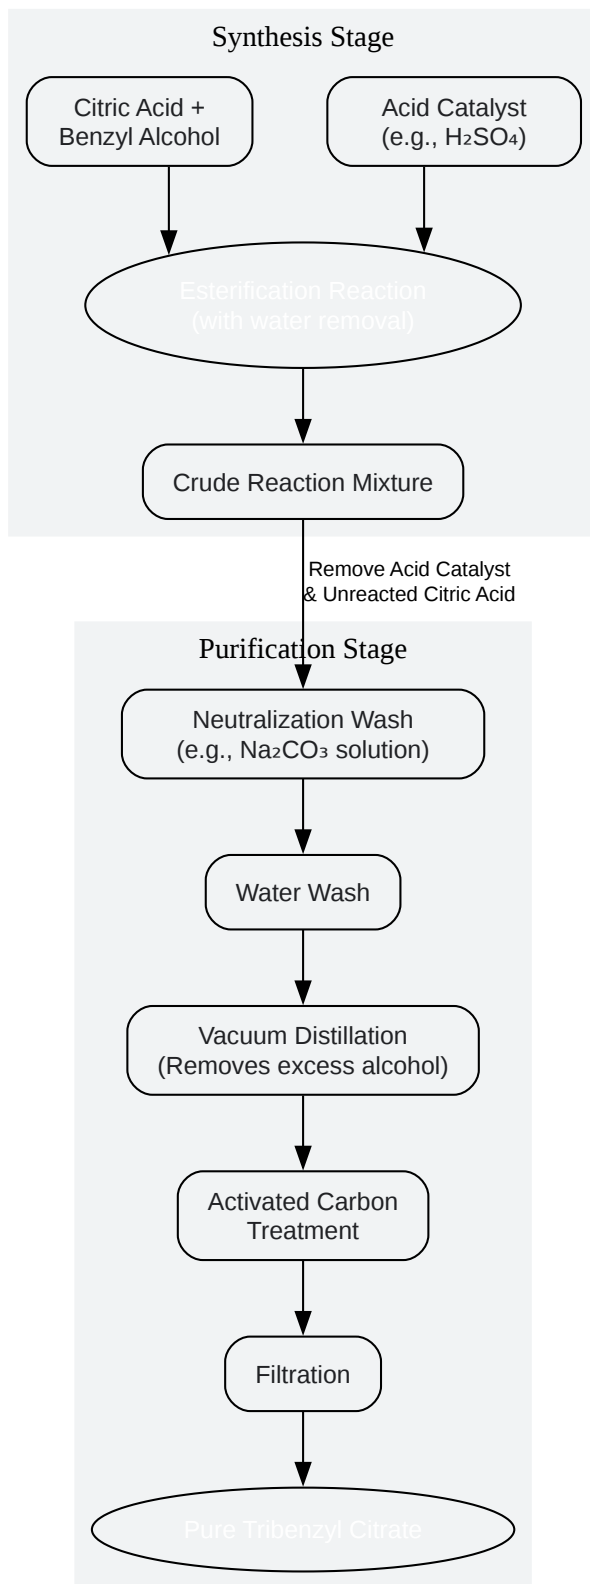 Synthesis Stage
Citric Acid +
Benzyl Alcohol
Acid Catalyst
(e.g., H₂SO₄)
Esterification Reaction
(with water removal)
Crude Reaction Mixture
Remove Acid Catalyst
& Unreacted Citric Acid
Purification Stage
Neutralization Wash
(e.g., Na₂CO₃ solution)
Water Wash
Vacuum Distillation
(Removes excess alcohol)
Activated Carbon
Treatment
Filtration
Pure Tribenzyl Citrate